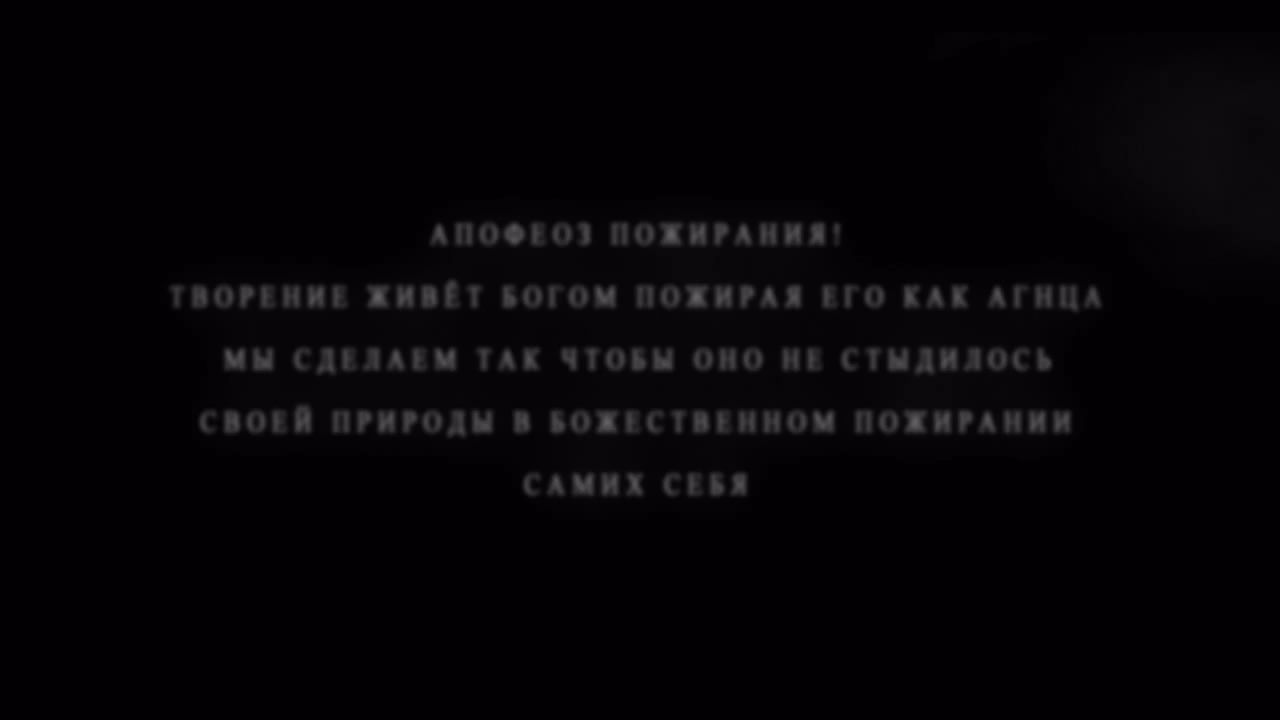 АПОФЕОЗ ПОЖИРАНИЯ!
ТВОРЕНИЕ ЖИВЁТ БОГОМ ПОЖИРАЯ ЕГО КАК АГНЦА
МЫ СДЕЛАЕМ ТАК ЧТОБЫ ОНО НЕ СТЫДИЛОСЬ
СВОЕЙ ПРИРОДЫ В БОЖЕСТВЕННОМ ПОЖИРАНИИ
САМИХ СЕБЯ